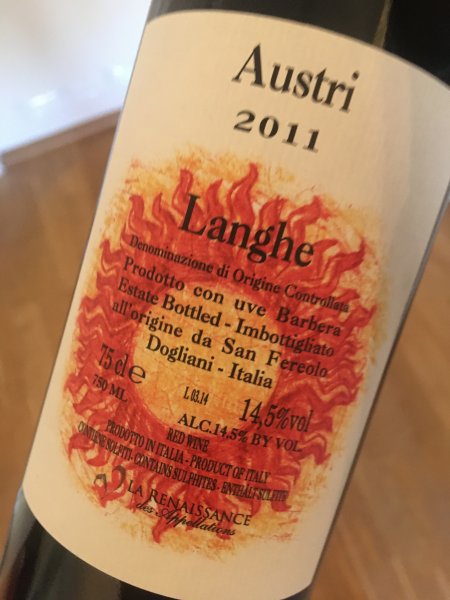 Austri
2011
Langhe
Denominazione di Origine Controllata
Prodotto con uve Barbera
Estate Bottled - Imbottigliato
all'origine da San Fereolo
Dogliani - Italia
75 cl e
750 ML
L 03.14
14,5%vol
ALC.14,5% BY VOL.
RED WINE
PRODOTTO IN ITALIA - PRODUCT OF ITALY
CONTIENE SOLFITI - CONTAINS SULPHITES - ENTHÄLT SULFITE
LA RENAISSANCE
des Appellations